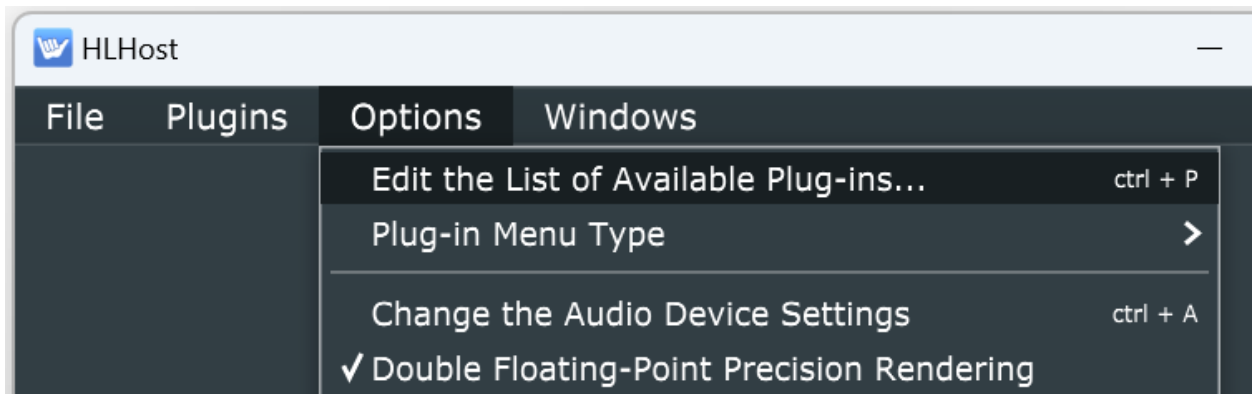 HLHost
File Plugins Options Windows
Edit the List of Available Plug-ins... ctrl + P
Plug-in Menu Type
Change the Audio Device Settings ctrl + A
Double Floating-Point Precision Rendering